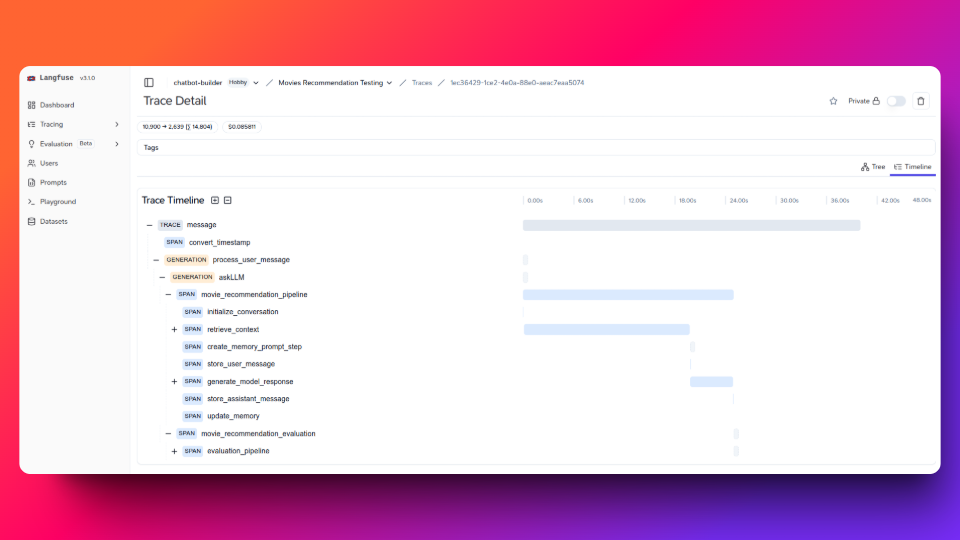 Langfuse v3.1.0
chatbot-builder Hobby / Movies Recommendation Testing / Traces / 1ec36429-1ce2-4e0a-88e0-aeac7eaa5074
Trace Detail
Private
10,900 → 2,639 (∑ 14,804) $0.085811
Tags
Tree Timeline
Dashboard
Tracing
Evaluation Beta
Users
Prompts
Playground
Datasets
Trace Timeline
0.00s 6.00s 12.00s 18.00s 24.00s 30.00s 36.00s 42.00s 48.00s
TRACE message
SPAN convert_timestamp
GENERATION process_user_message
GENERATION askLLM
SPAN movie_recommendation_pipeline
SPAN initialize_conversation
SPAN retrieve_context
SPAN create_memory_prompt_step
SPAN store_user_message
SPAN generate_model_response
SPAN store_assistant_message
SPAN update_memory
SPAN movie_recommendation_evaluation
SPAN evaluation_pipeline